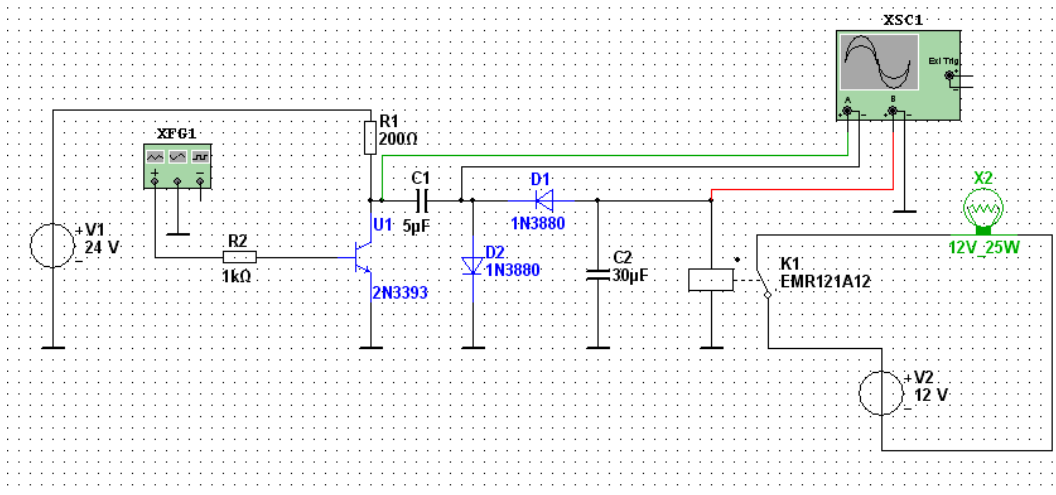 XSC1
Ext Trig
+
-
A
B
+ - + -
XFG1
+ -
R1
200Ω
C1
5µF
D1
1N3880
X2
12V_25W
V1
24 V
+
-
R2
1kΩ
U1
2N3393
D2
1N3880
C2
30µF
K1
EMR121A12
V2
12 V
+
-